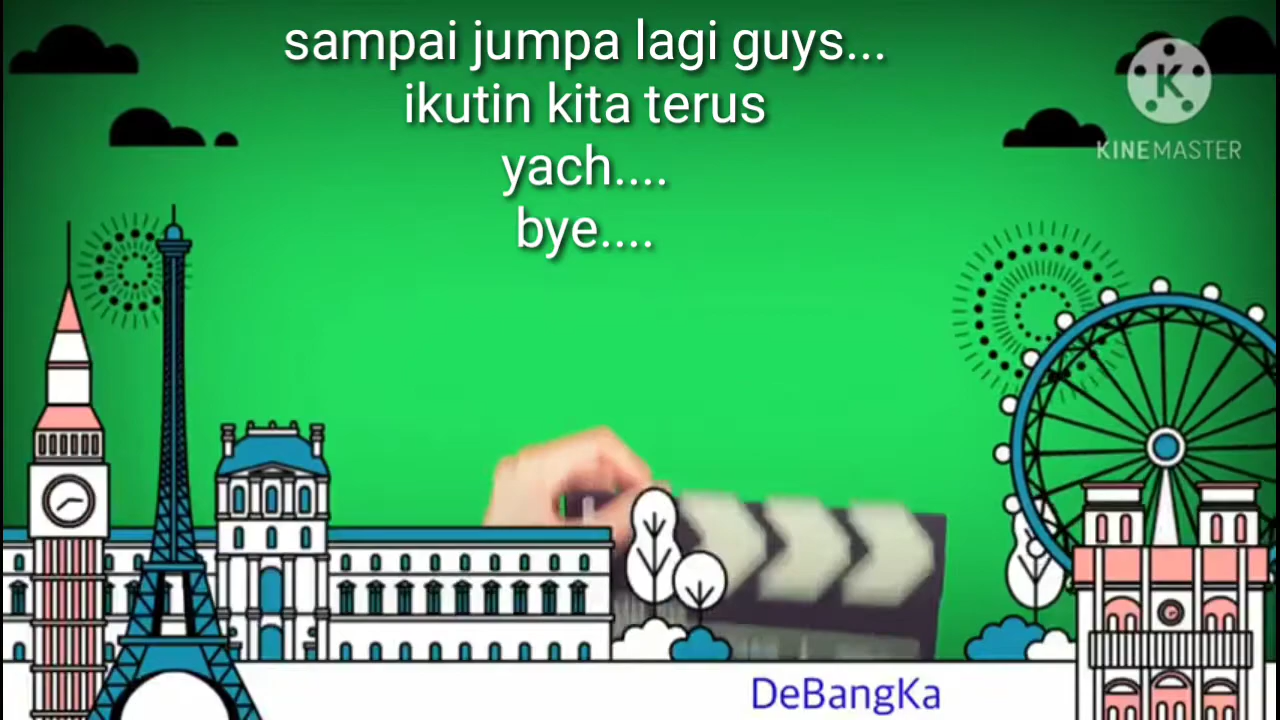 sampai jumpa lagi guys...
ikutin kita terus
yach....
bye....
K
KINEMASTER
DeBangKa